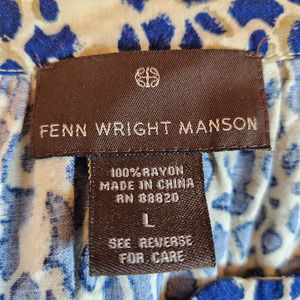 FENN WRIGHT MANSON
100% RAYON
MADE IN CHINA
RN 88820
L
SEE REVERSE
FOR CARE